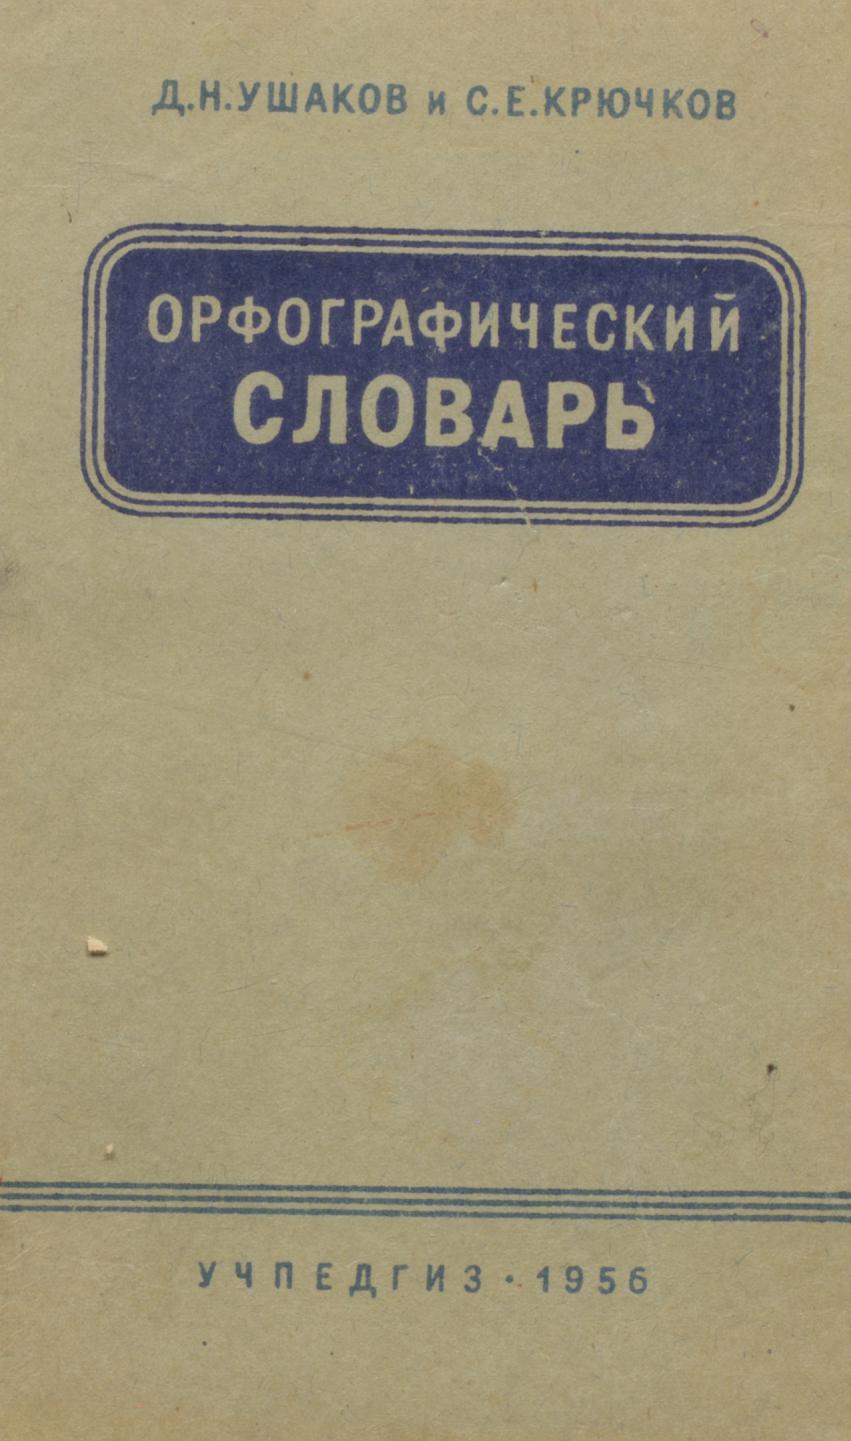 Д.Н.УШАКОВ и С.Е.КРЮЧКОВ
ОРФОГРАФИЧЕСКИЙ
СЛОВАРЬ
УЧПЕДГИЗ · 1956